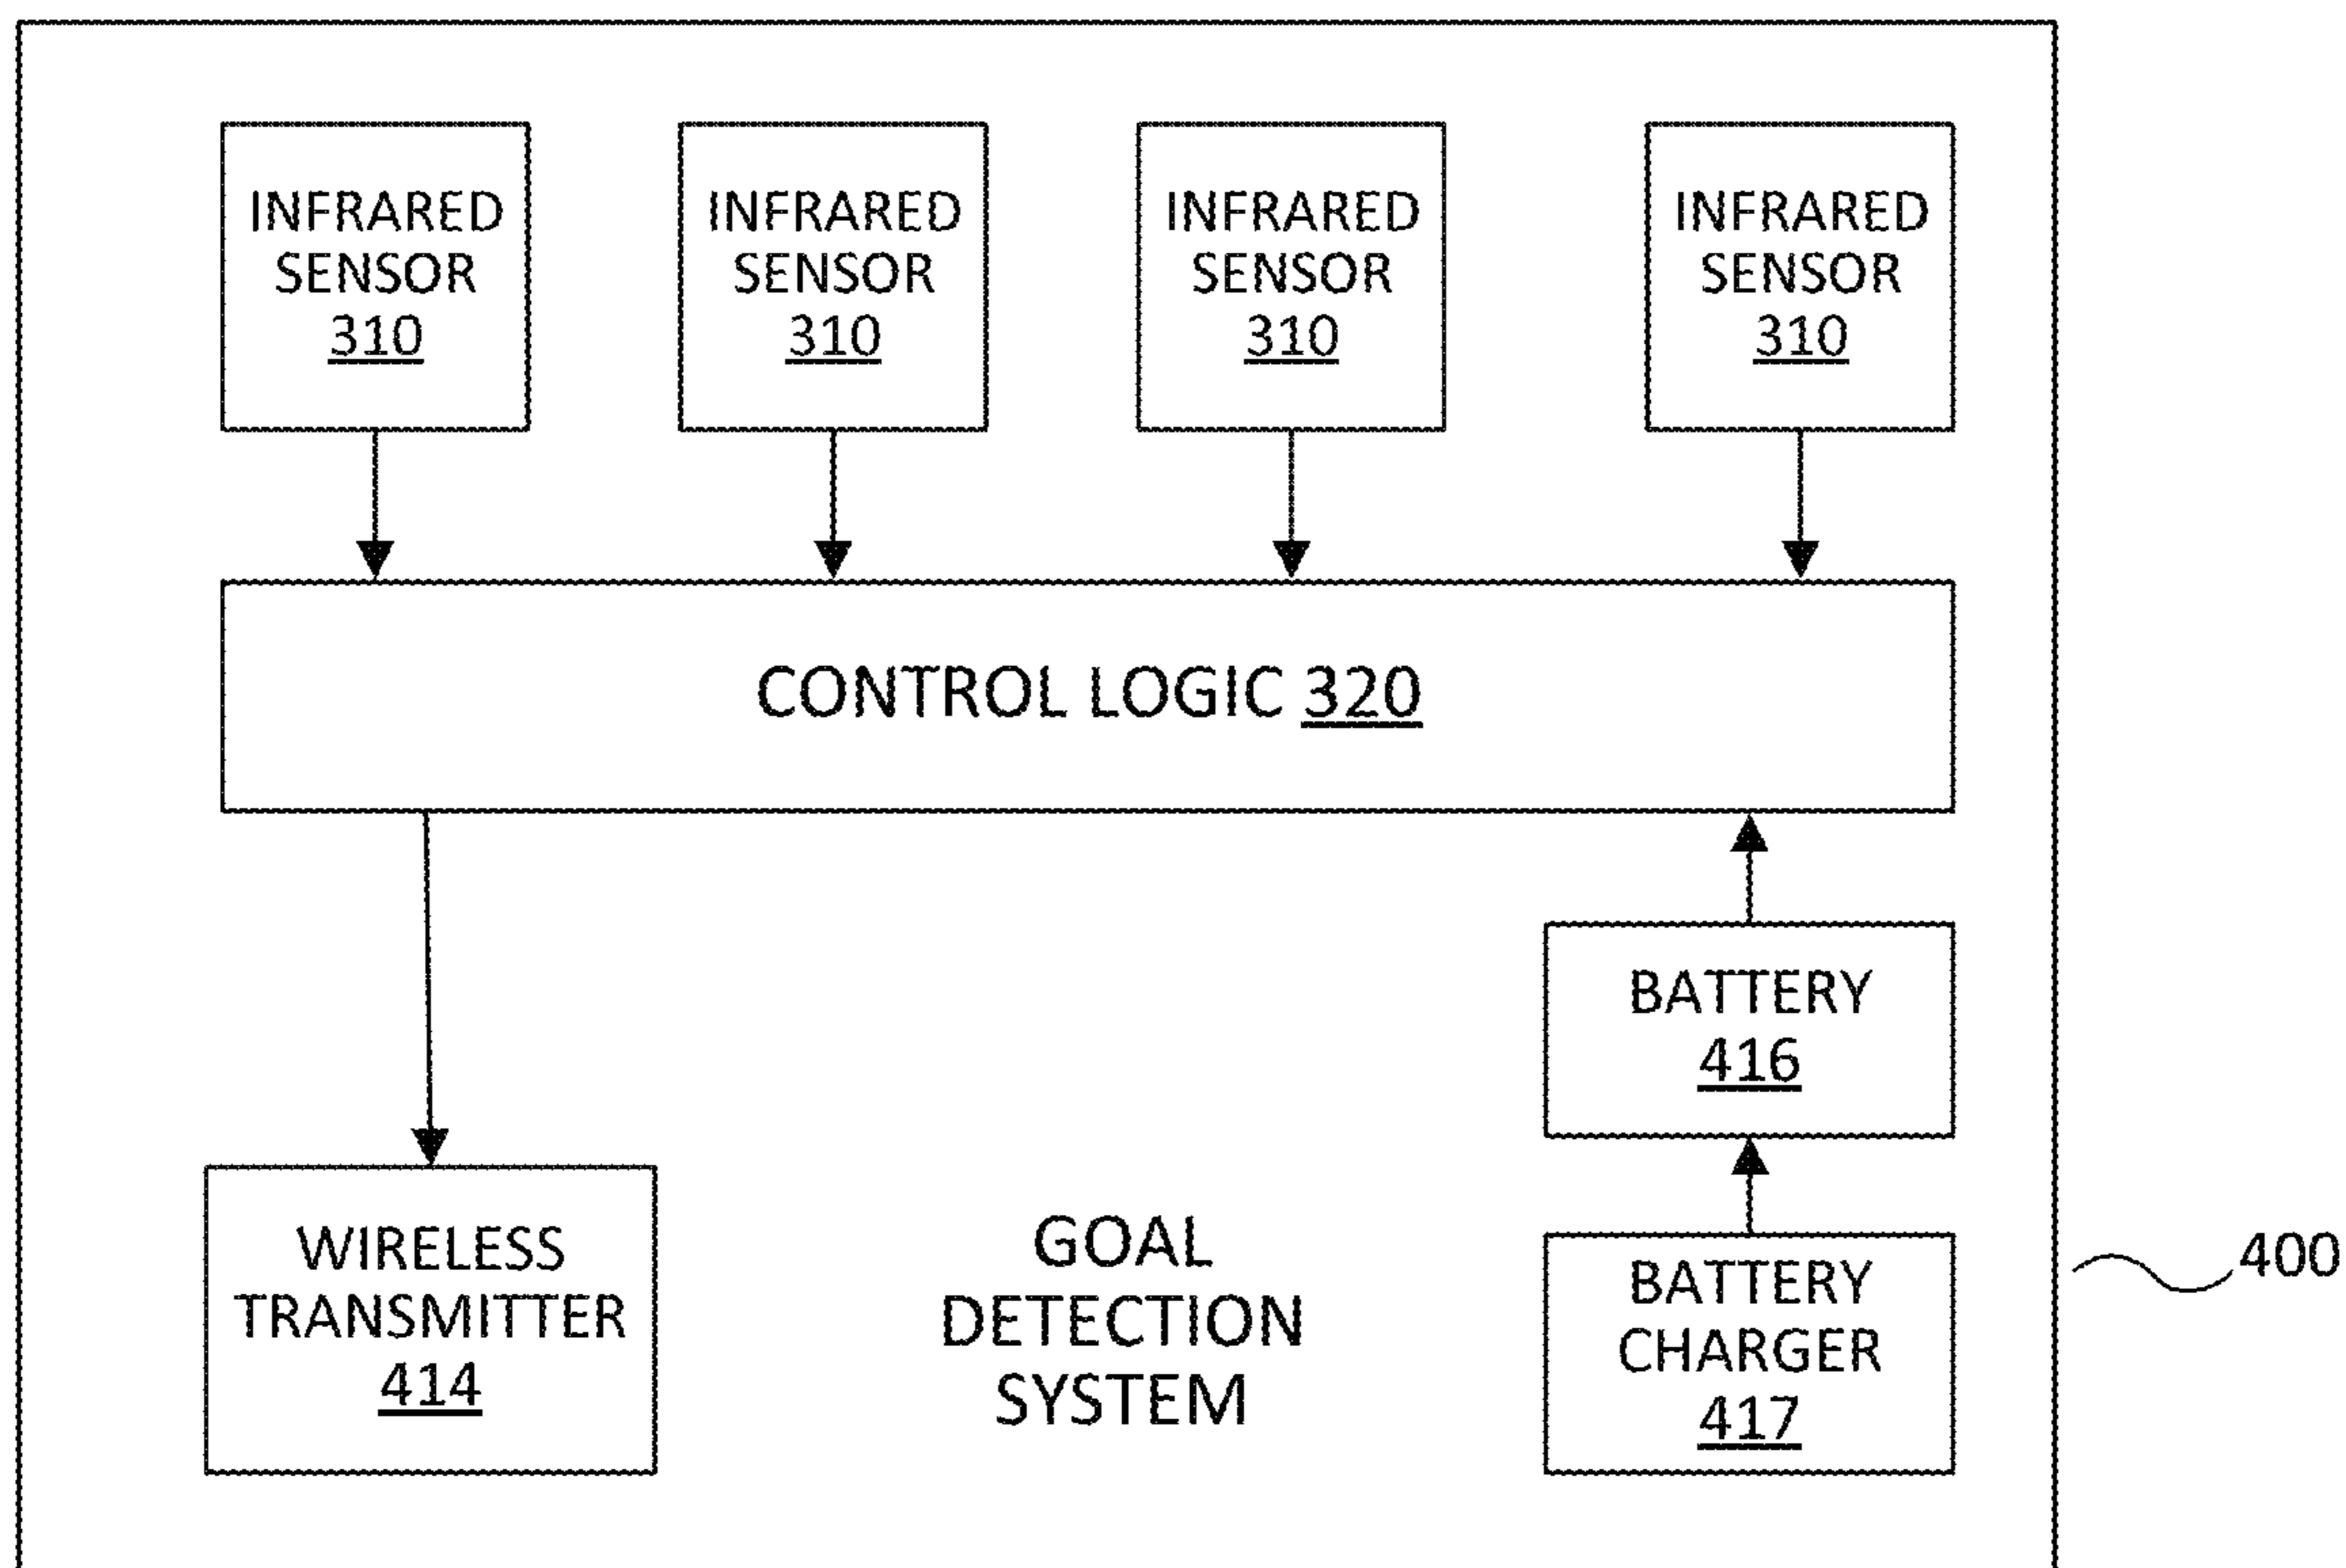 INFRARED
SENSOR
310
INFRARED
SENSOR
310
INFRARED
SENSOR
310
INFRARED
SENSOR
310
CONTROL LOGIC 320
BATTERY
416
WIRELESS
TRANSMITTER
414
GOAL
DETECTION
SYSTEM
BATTERY
CHARGER
417
400